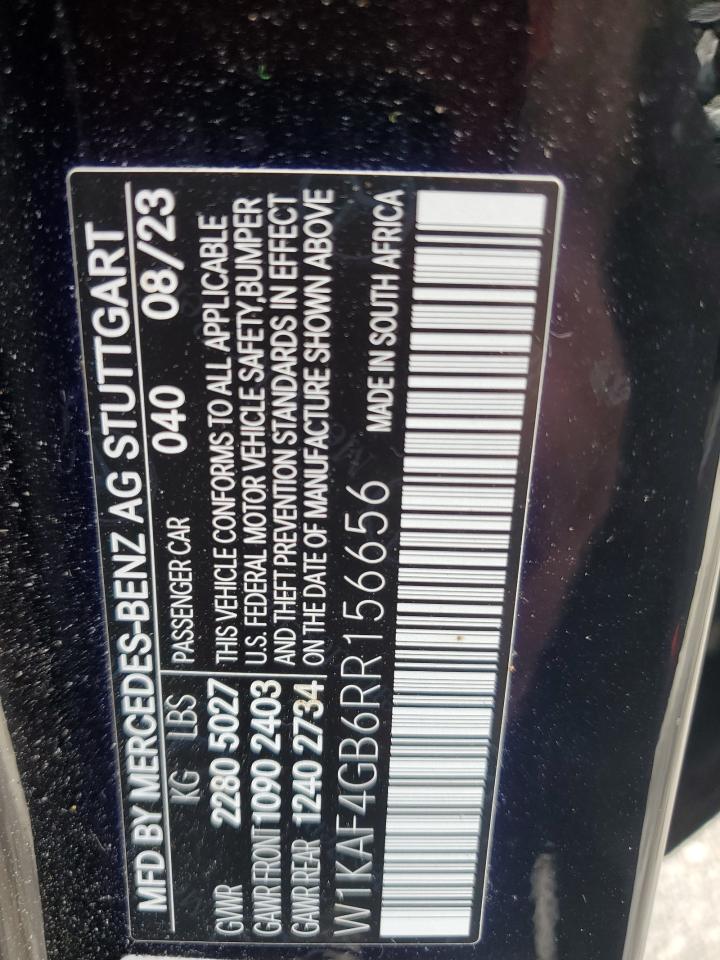 MFD BY MERCEDES-BENZ AG STUTTGART
KG LBS PASSENGER CAR 040 08/23
GVWR 2280 5027 THIS VEHICLE CONFORMS TO ALL APPLICABLE
GAWR FRONT 1090 2403 U.S. FEDERAL MOTOR VEHICLE SAFETY, BUMPER
GAWR REAR 1240 2734 AND THEFT PREVENTION STANDARDS IN EFFECT
ON THE DATE OF MANUFACTURE SHOWN ABOVE
W1KAF4GB6RR156656 MADE IN SOUTH AFRICA